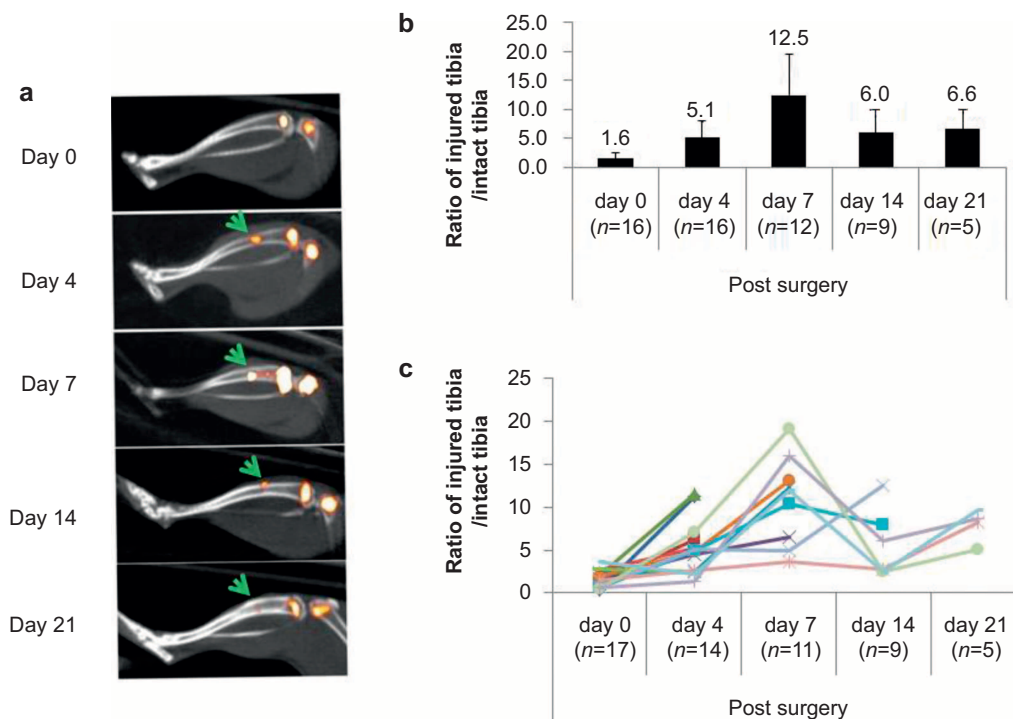 a
Day 0
Day 4
Day 7
Day 14
Day 21
b
Ratio of injured tibia
/intact tibia
25.0
20.0
15.0
10.0
5.0
0.0
1.6
5.1
12.5
6.0
6.6
day 0 day 4 day 7 day 14 day 21
(n=16) (n=16) (n=12) (n=9) (n=5)
Post surgery
c
Ratio of injured tibia
/intact tibia
25
20
15
10
5
0
day 0 day 4 day 7 day 14 day 21
(n=17) (n=14) (n=11) (n=9) (n=5)
Post surgery